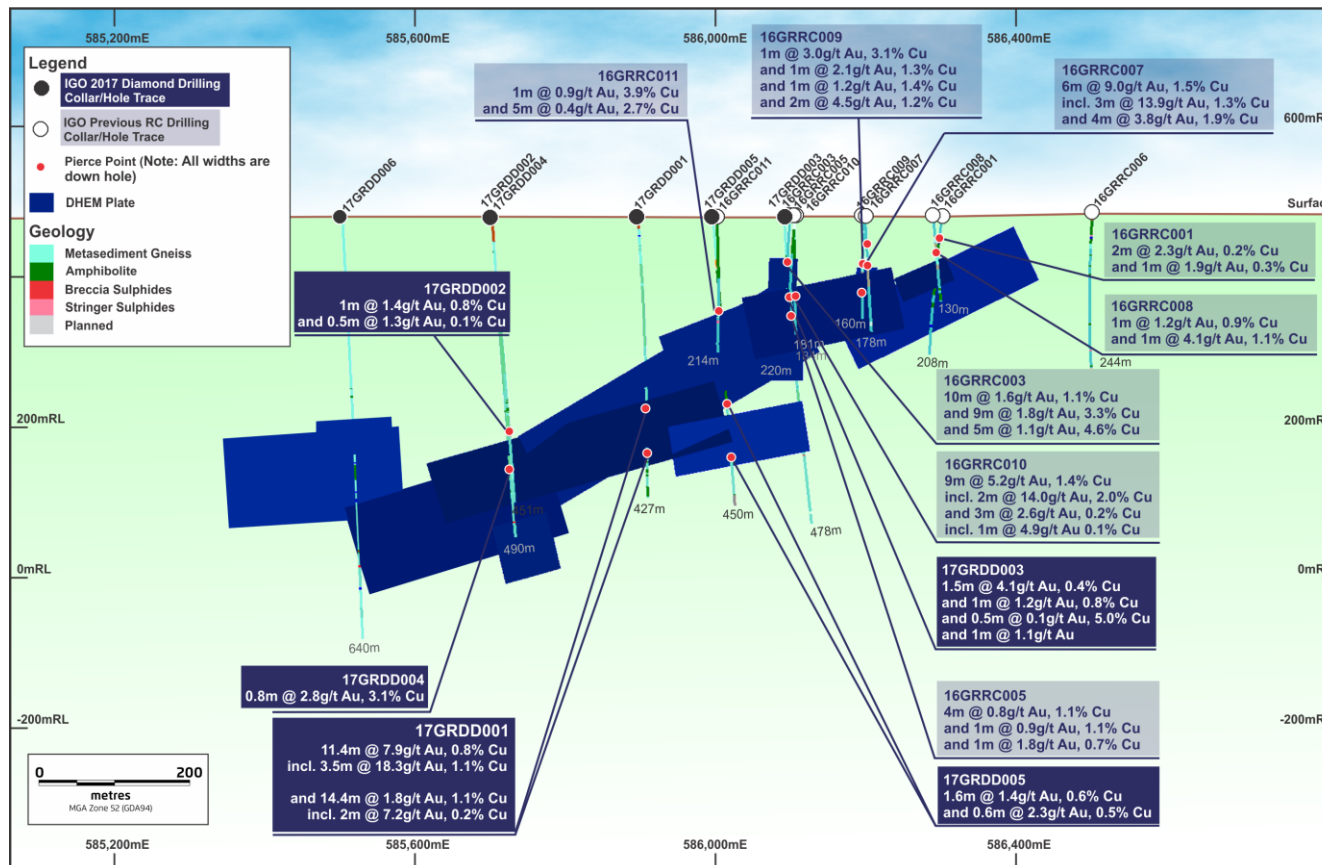 585,200mE
585,600mE
586,000mE
586,400mE
Legend
IGO 2017 Diamond Drilling
Collar/Hole Trace
IGO Previous RC Drilling
Collar/Hole Trace
Pierce Point (Note: All widths are
down hole)
DHEM Plate
Geology
Metasediment Gneiss
Amphibolite
Breccia Sulphides
Stringer Sulphides
Planned
16GRRC011
1m @ 0.9g/t Au, 3.9% Cu
and 5m @ 0.4g/t Au, 2.7% Cu
16GRRC009
1m @ 3.0g/t Au, 3.1% Cu
and 1m @ 2.1g/t Au, 1.3% Cu
and 1m @ 1.2g/t Au, 1.4% Cu
and 2m @ 4.5g/t Au, 1.2% Cu
16GRRC007
6m @ 9.0g/t Au, 1.5% Cu
incl. 3m @ 13.9g/t Au, 1.3% Cu
and 4m @ 3.8g/t Au, 1.9% Cu
600mRL
17GRDD006
17GRDD002
17GRDD004
17GRDD001
17GRDD005
16GRRC011
17GRDD003
16GRRC003
16GRRC005
16GRRC010
16GRRC009
16GRRC007
16GRRC008
16GRRC001
16GRRC006
Surfac
16GRRC001
2m @ 2.3g/t Au, 0.2% Cu
and 1m @ 1.9g/t Au, 0.3% Cu
17GRDD002
1m @ 1.4g/t Au, 0.8% Cu
and 0.5m @ 1.3g/t Au, 0.1% Cu
16GRRC008
1m @ 1.2g/t Au, 0.9% Cu
and 1m @ 4.1g/t Au, 1.1% Cu
130m
160m
178m
181m
214m
220m
208m
244m
16GRRC003
10m @ 1.6g/t Au, 1.1% Cu
and 9m @ 1.8g/t Au, 3.3% Cu
and 5m @ 1.1g/t Au, 4.6% Cu
200mRL
200mR
16GRRC010
9m @ 5.2g/t Au, 1.4% Cu
incl. 2m @ 14.0g/t Au, 2.0% Cu
and 3m @ 2.6g/t Au, 0.2% Cu
incl. 1m @ 4.9g/t Au 0.1% Cu
451m
427m
450m
478m
490m
0mRL
0mR
17GRDD003
1.5m @ 4.1g/t Au, 0.4% Cu
and 1m @ 1.2g/t Au, 0.8% Cu
and 0.5m @ 0.1g/t Au, 5.0% Cu
and 1m @ 1.1g/t Au
640m
17GRDD004
0.8m @ 2.8g/t Au, 3.1% Cu
16GRRC005
4m @ 0.8g/t Au, 1.1% Cu
and 1m @ 0.9g/t Au, 1.1% Cu
and 1m @ 1.8g/t Au, 0.7% Cu
-200mRL
-200mR
17GRDD001
11.4m @ 7.9g/t Au, 0.8% Cu
incl. 3.5m @ 18.3g/t Au, 1.1% Cu
and 14.4m @ 1.8g/t Au, 1.1% Cu
incl. 2m @ 7.2g/t Au, 0.2% Cu
17GRDD005
1.6m @ 1.4g/t Au, 0.6% Cu
and 0.6m @ 2.3g/t Au, 0.5% Cu
0 200
metres
MGA Zone 52 (GDA94)
585,200mE
585,600mE
586,000mE
586,400mE